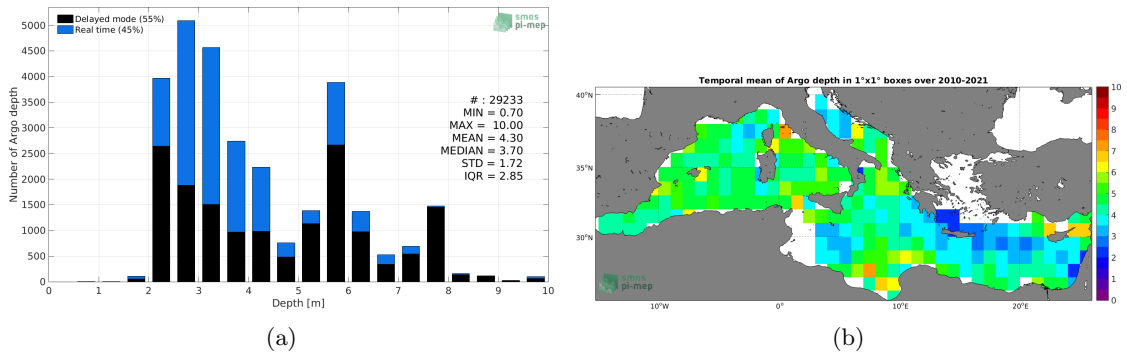 Delayed mode (55%)
Real time (45%)
smos
pi-mep
# : 29233
MIN = 0.70
MAX = 10.00
MEAN = 4.30
MEDIAN = 3.70
STD = 1.72
IQR = 2.85
Number of Argo depth
5000
4500
4000
3500
3000
2500
2000
1500
1000
500
0
0 1 2 3 4 5 6 7 8 9 10
Depth [m]
(a)
Temporal mean of Argo depth in 1°x1° boxes over 2010-2021
40°N
35°N
30°N
10°W 0° 10°E 20°E
smos
pi-mep
10
9
8
7
6
5
4
3
2
1
0
(b)